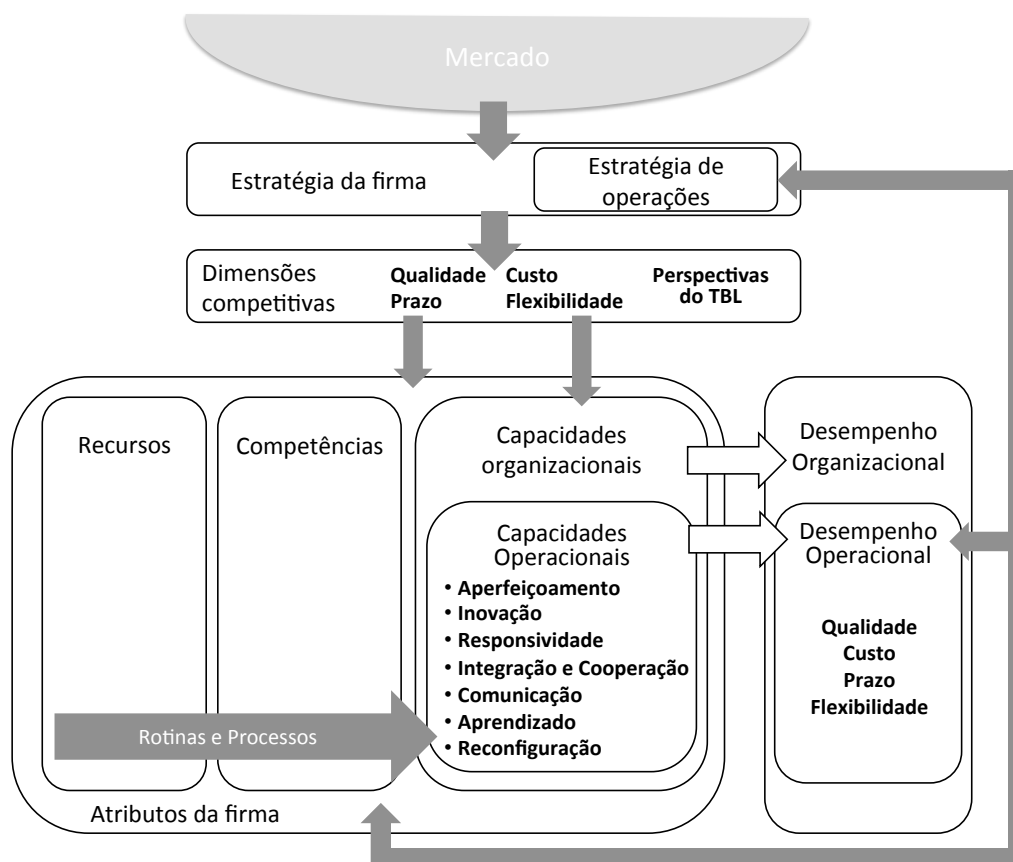 Mercado
Estratégia da firma
Estratégia de
operações
Dimensões
competitivas
Qualidade
Prazo
Custo
Flexibilidade
Perspectivas
do TBL
Recursos
Competências
Capacidades
organizacionais
Capacidades
Operacionais
• Aperfeiçoamento
• Inovação
• Responsividade
• Integração e Cooperação
• Comunicação
• Aprendizado
• Reconfiguração
Desempenho
Organizacional
Desempenho
Operacional
Qualidade
Custo
Prazo
Flexibilidade
Rotinas e Processos
Atributos da firma